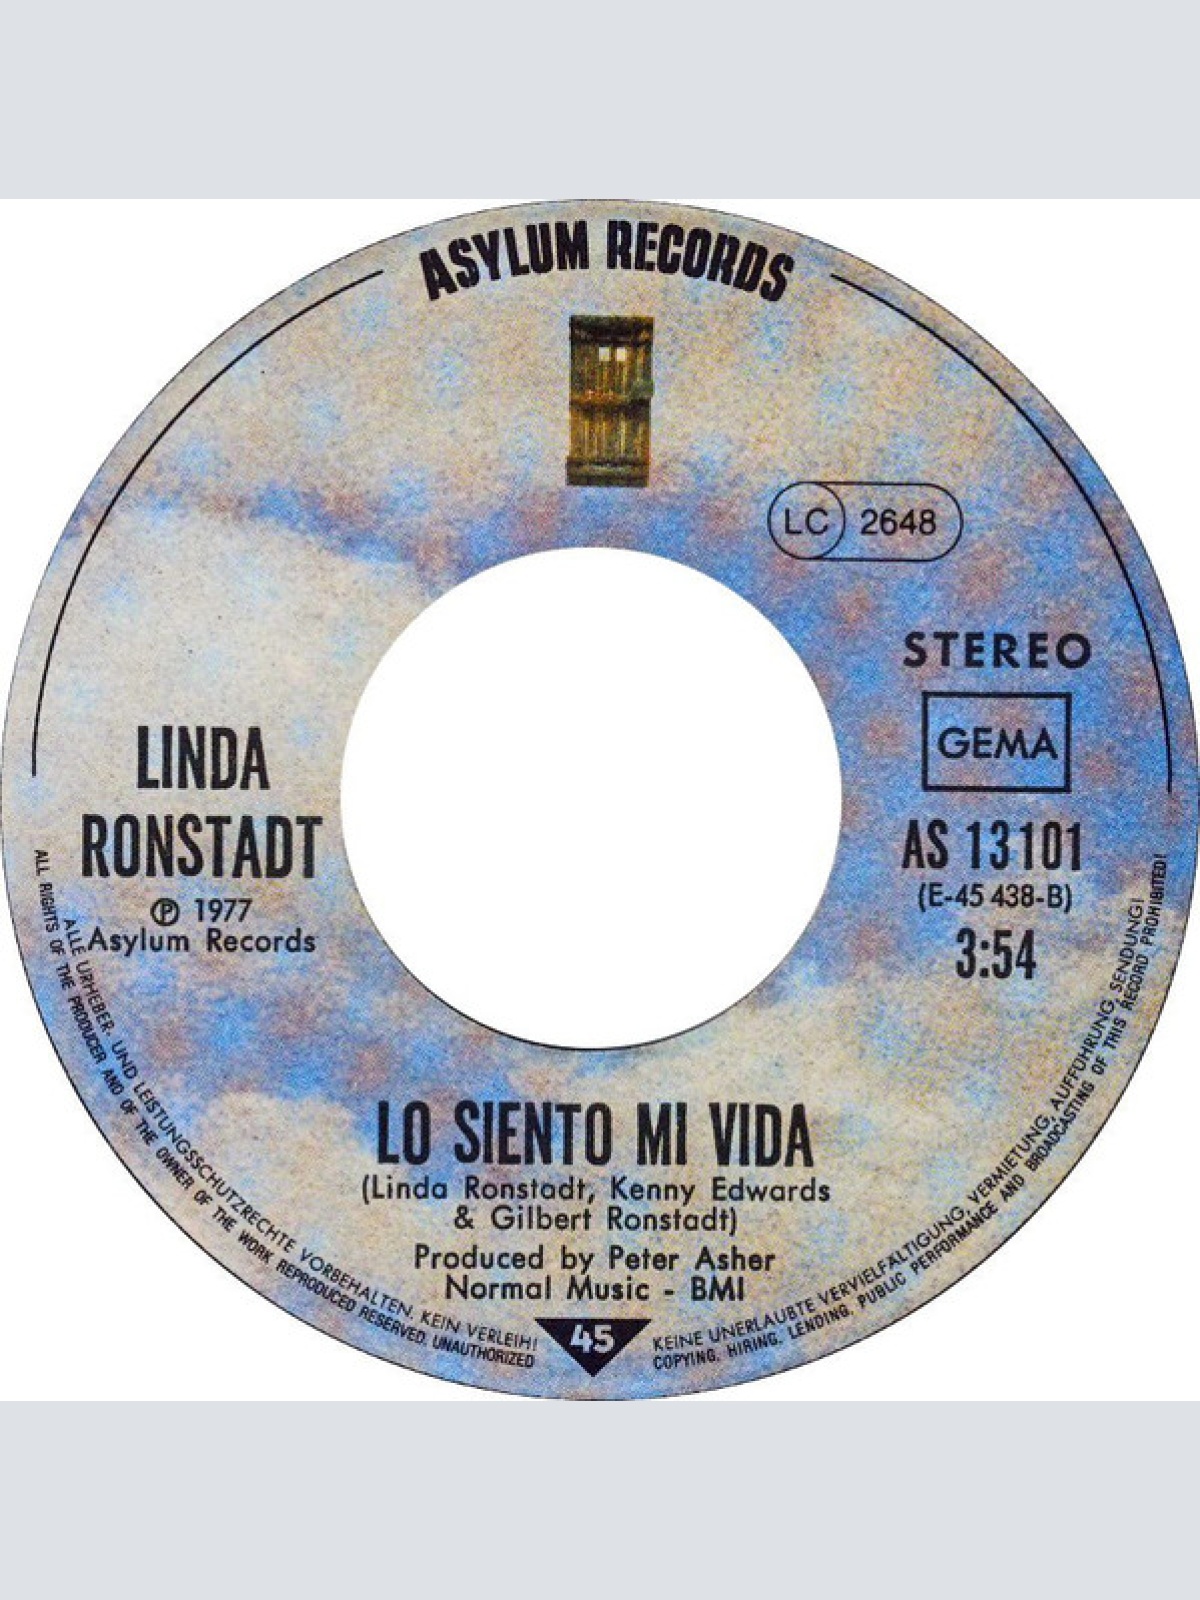 ASYLUM RECORDS
LC 2648
STEREO
GEMA
LINDA
RONSTADT
℗ 1977
Asylum Records
AS 13101
(E-45 438-B)
3:54
LO SIENTO MI VIDA
(Linda Ronstadt, Kenny Edwards
& Gilbert Ronstadt)
Produced by Peter Asher
Normal Music - BMI
45
ALLE URHEBER- UND LEISTUNGSSCHUTZRECHTE VORBEHALTEN. KEIN VERLEIH! KEINE UNERLAUBTE VERVIELFÄLTIGUNG, VERMIETUNG, AUFFÜHRUNG, SENDUNG!
ALL RIGHTS OF THE PRODUCER AND OF THE OWNER OF THE WORK REPRODUCED RESERVED. UNAUTHORIZED COPYING, HIRING, LENDING, PUBLIC PERFORMANCE AND BROADCASTING OF THIS RECORD PROHIBITED!